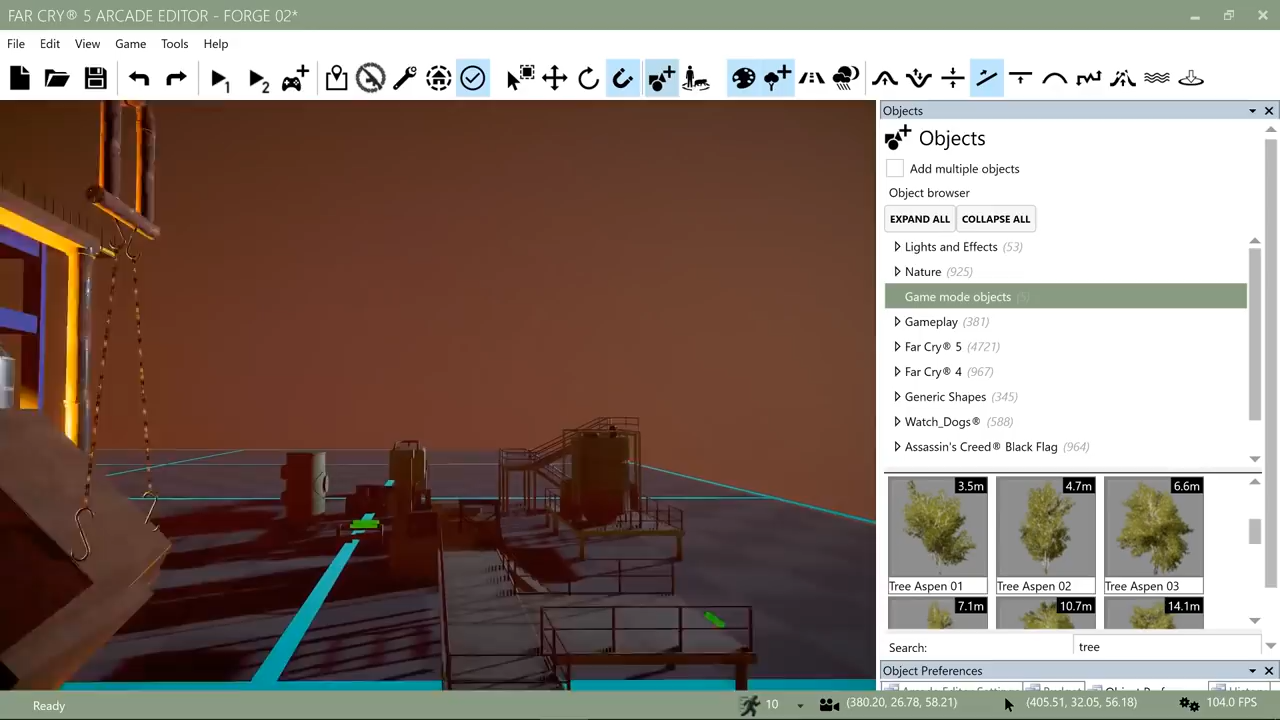 FAR CRY® 5 ARCADE EDITOR - FORGE 02*
File Edit View Game Tools Help
1 2
Objects
Objects
Add multiple objects
Object browser
EXPAND ALL COLLAPSE ALL
Lights and Effects (53)
Nature (925)
Game mode objects (5)
Gameplay (381)
Far Cry® 5 (4721)
Far Cry® 4 (967)
Generic Shapes (345)
Watch_Dogs® (588)
Assassin's Creed® Black Flag (964)
3.5m 4.7m 6.6m
Tree Aspen 01 Tree Aspen 02 Tree Aspen 03
7.1m 10.7m 14.1m
Search: tree
Object Preferences
Ready 10 (380.20, 26.78, 58.21) (405.51, 32.05, 56.18) 104.0 FPS